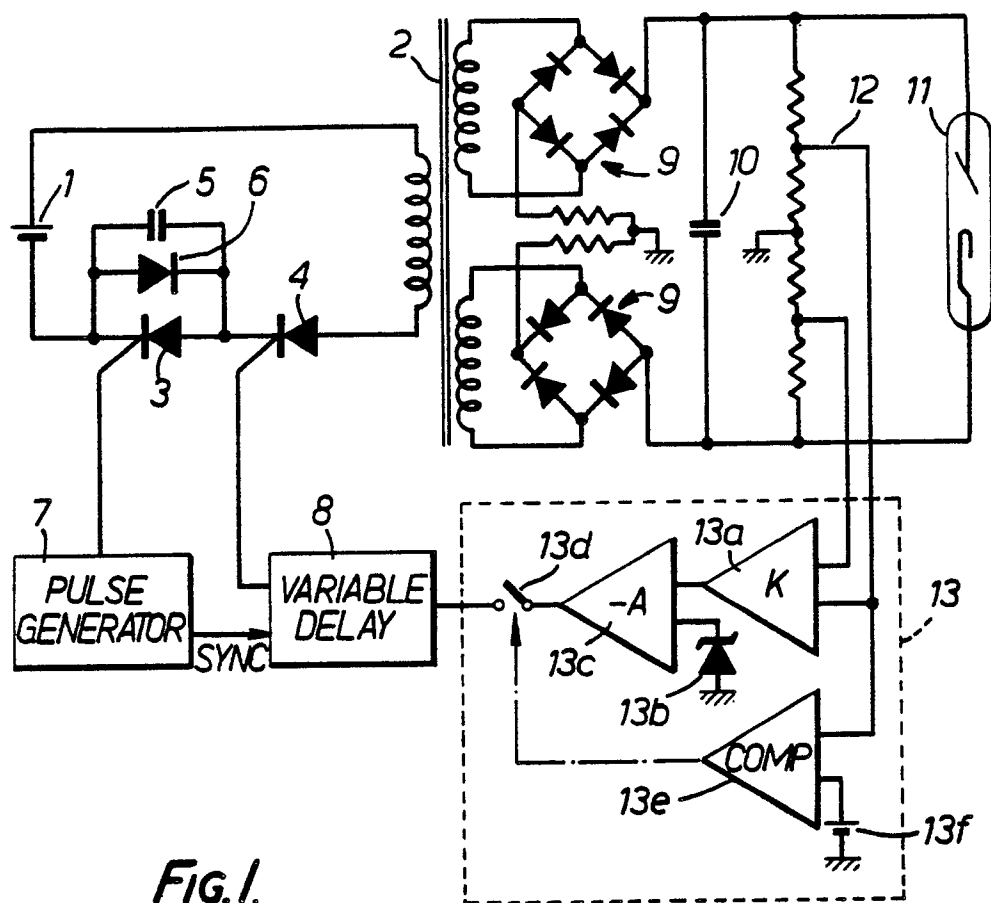 2
12
11
1
5
6
9
10
4
9
3
7
8
13d
13a
PULSE
GENERATOR
SYNC
VARIABLE
DELAY
-A
K
13
13c
13b
COMP
13e
13f
FIG.1.